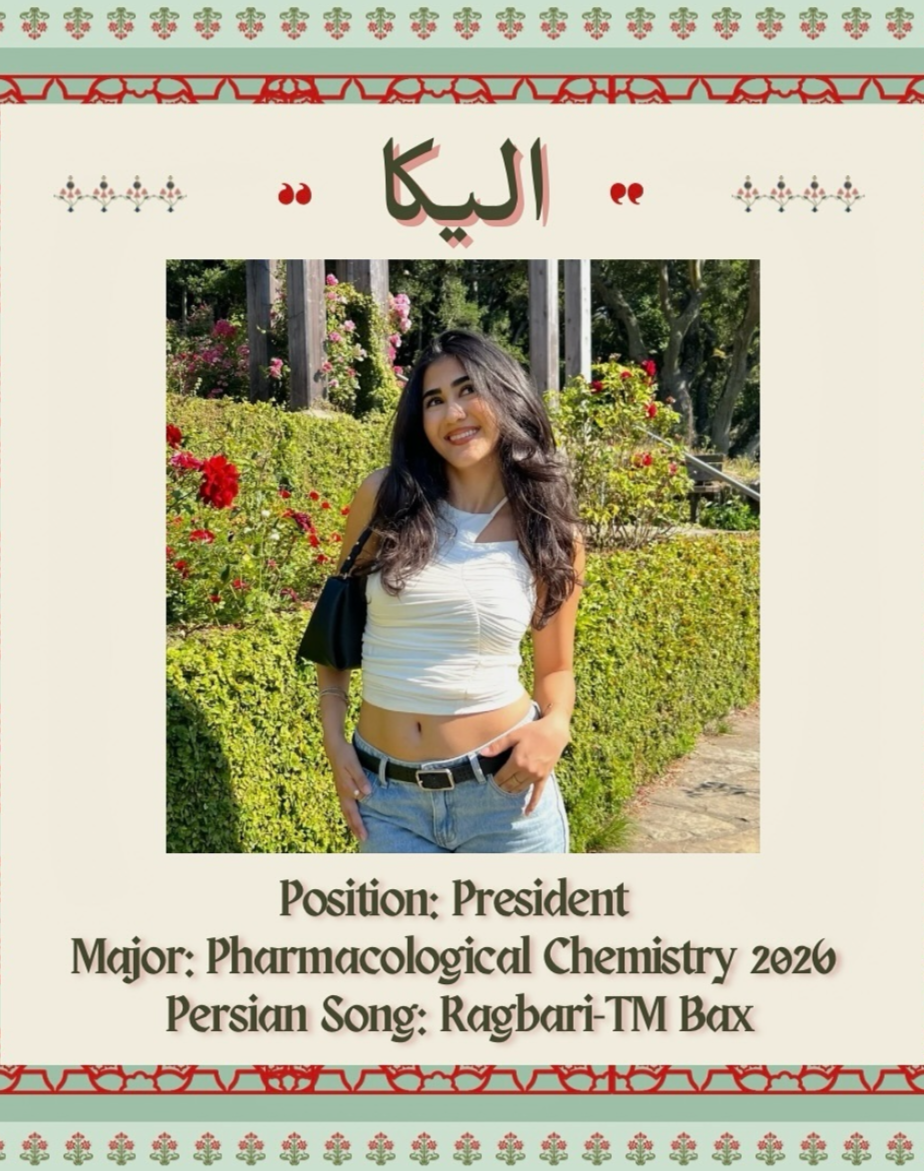 الیکا
Position: President
Major: Pharmacological Chemistry 2026
Persian Song: Ragbari-TM Bax